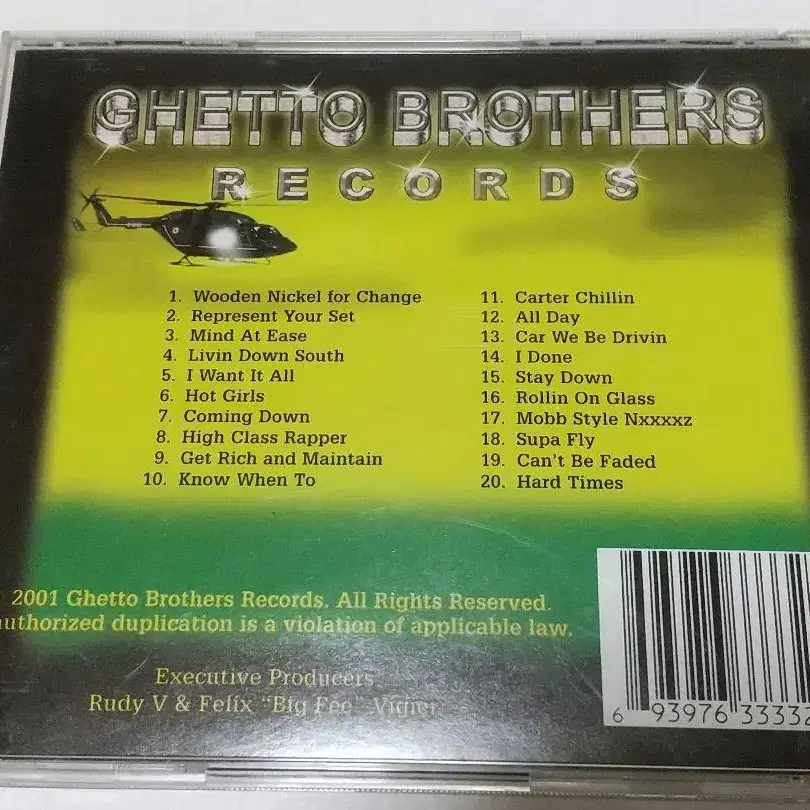 GHETTO BROTHERS
RECORDS
1. Wooden Nickel for Change
2. Represent Your Set
3. Mind At Ease
4. Livin Down South
5. I Want It All
6. Hot Girls
7. Coming Down
8. High Class Rapper
9. Get Rich and Maintain
10. Know When To
11. Carter Chillin
12. All Day
13. Car We Be Drivin
14. I Done
15. Stay Down
16. Rollin On Glass
17. Mobb Style Nxxxxz
18. Supa Fly
19. Can't Be Faded
20. Hard Times
2001 Ghetto Brothers Records. All Rights Reserved.
authorized duplication is a violation of applicable law.
Executive Producers
Rudy V & Felix "Big Fee" Vigier
6 93976 33332